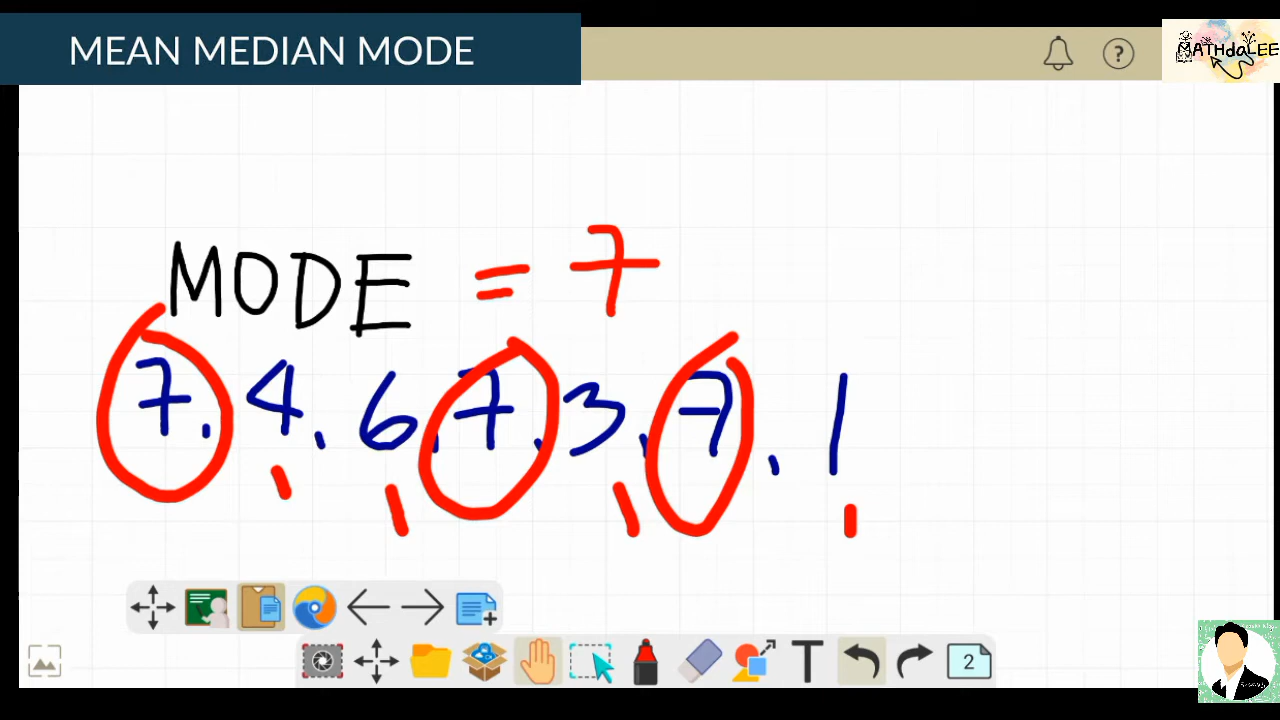 MEAN MEDIAN MODE
?
MATHdaLEE
MODE = 7
7, 4, 6, 7, 3, 7, 1
T
2